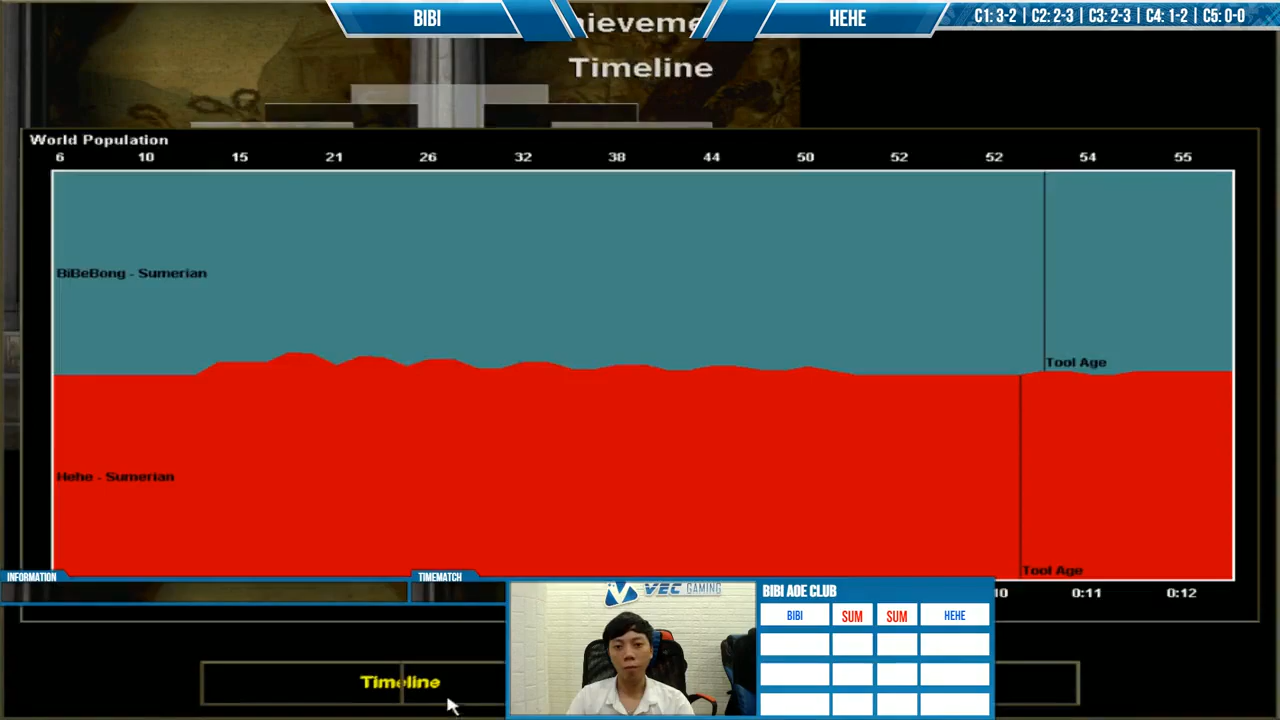 BIBI
HEHE
C1: 3-2 | C2: 2-3 | C3: 2-3 | C4: 1-2 | C5: 0-0
hieveme
Timeline
World Population
6 10 15 21 26 32 38 44 50 52 52 54 55
BiBeBong - Sumerian
Tool Age
Hehe - Sumerian
Tool Age
10 0:11 0:12
INFORMATION
TIMEMATCH
VEC GAMING
BIBI AOE CLUB
BIBI SUM SUM HEHE
Timeline